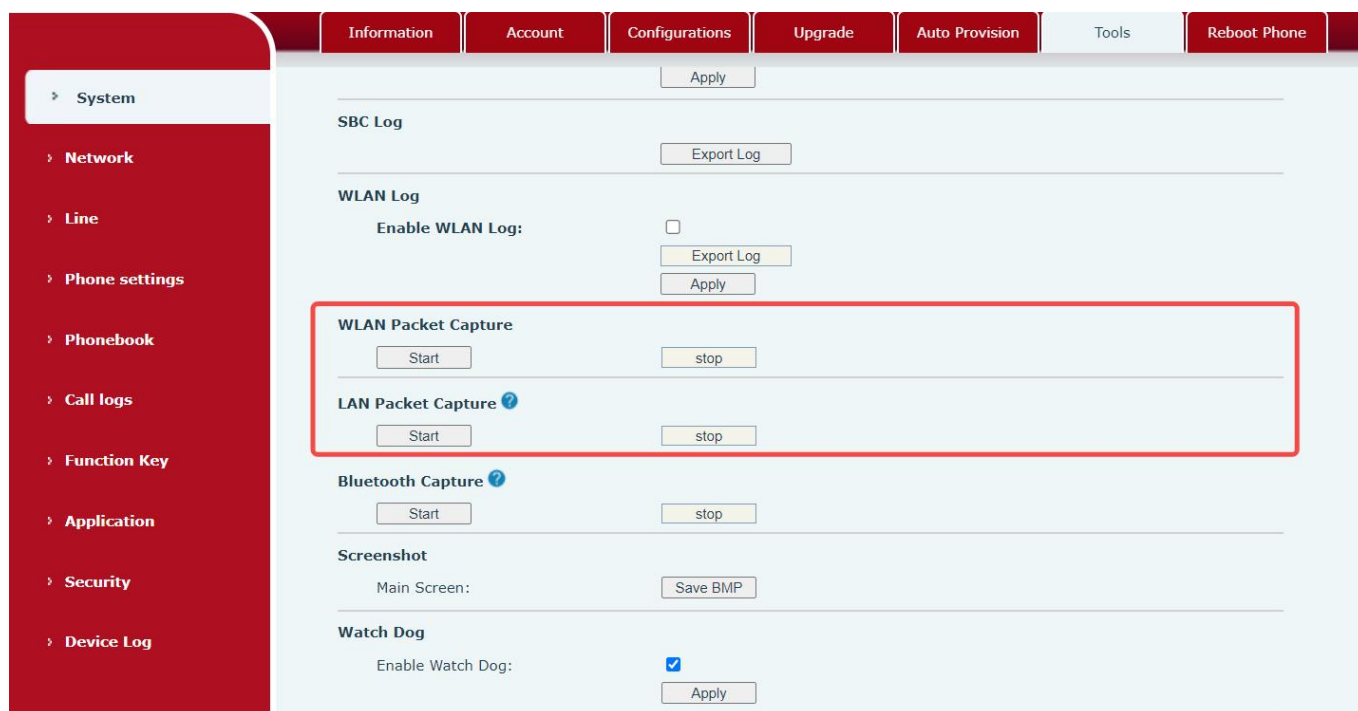 Information Account Configurations Upgrade Auto Provision Tools Reboot Phone
System
Network
Line
Phone settings
Phonebook
Call logs
Function Key
Application
Security
Device Log
Apply
SBC Log
Export Log
WLAN Log
Enable WLAN Log:
Export Log
Apply
WLAN Packet Capture
Start stop
LAN Packet Capture ?
Start stop
Bluetooth Capture ?
Start stop
Screenshot
Main Screen: Save BMP
Watch Dog
Enable Watch Dog:
Apply